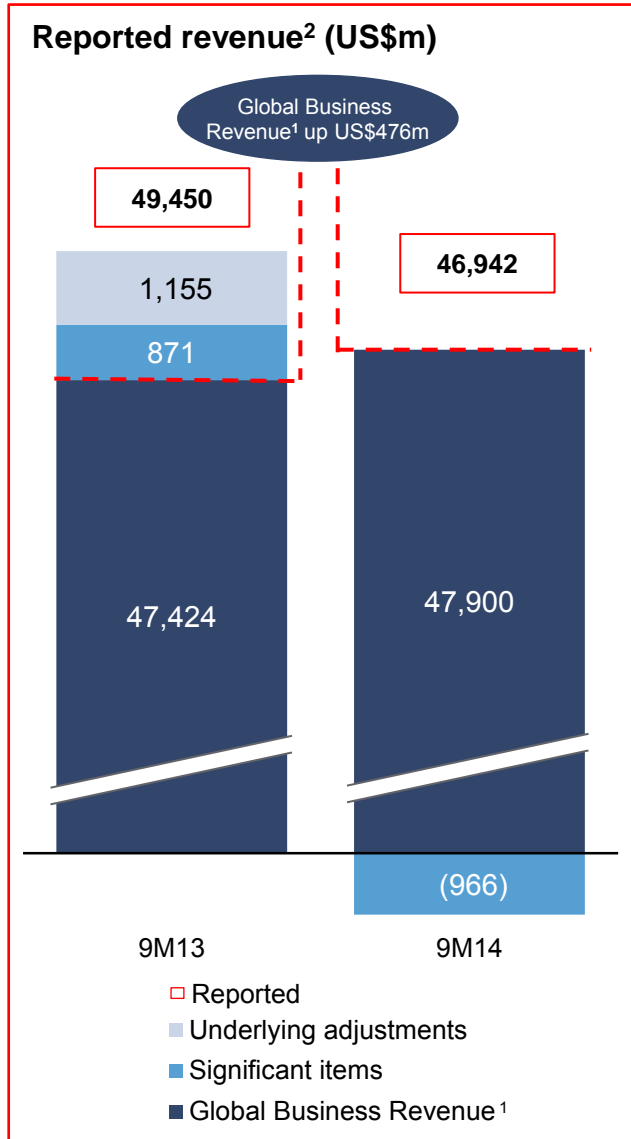 Reported revenue² (US$m)
Global Business
Revenue¹ up US$476m
49,450
46,942
1,155
871
47,424
47,900
(966)
9M13
9M14
Reported
Underlying adjustments
Significant items
Global Business Revenue¹